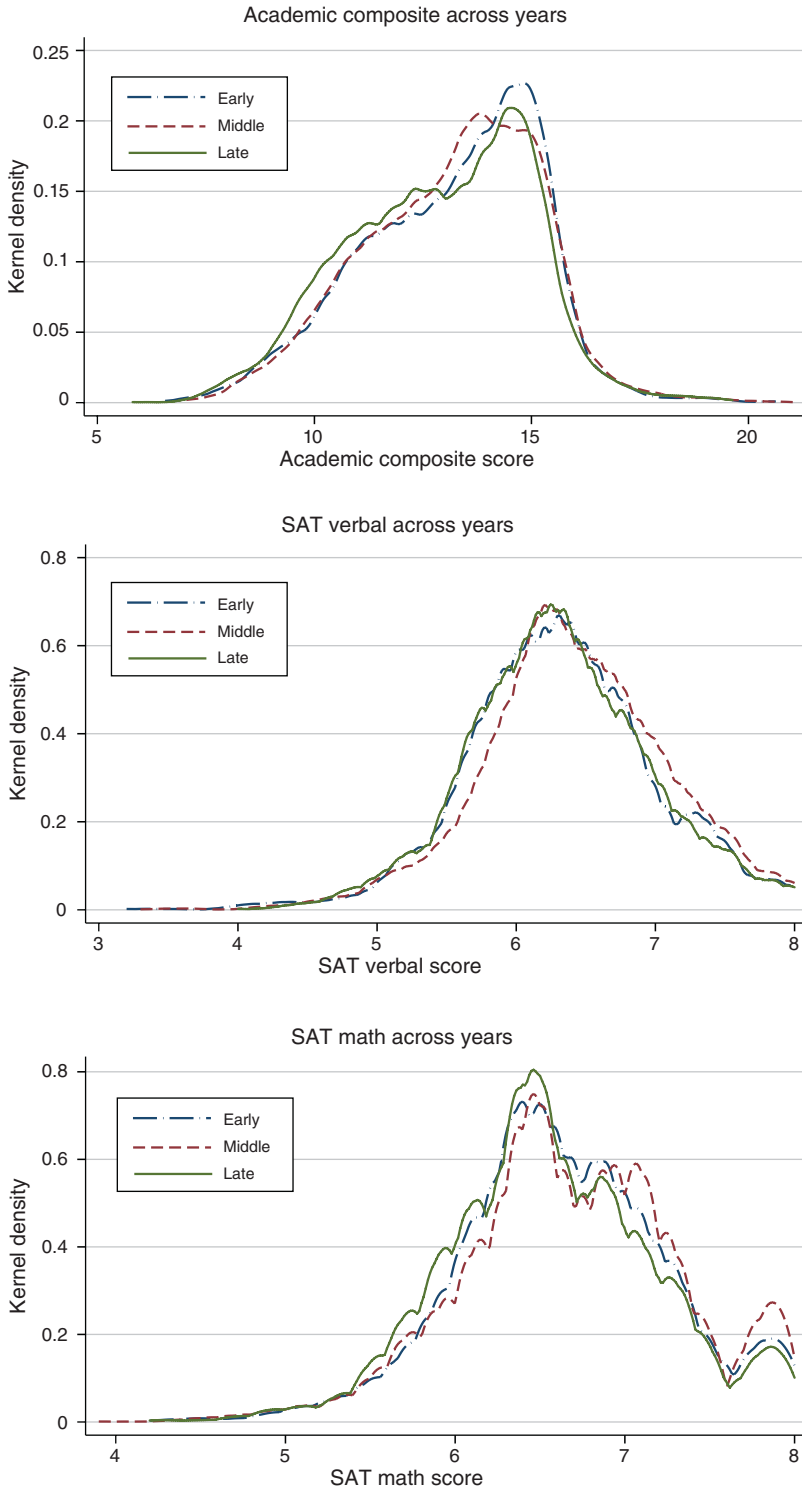 Academic composite across years
0.25
0.2
0.15
0.1
0.05
0
Kernel density
Early
Middle
Late
5 10 15 20
Academic composite score
SAT verbal across years
0.8
0.6
0.4
0.2
0
Kernel density
Early
Middle
Late
3 4 5 6 7 8
SAT verbal score
SAT math across years
0.8
0.6
0.4
0.2
0
Kernel density
Early
Middle
Late
4 5 6 7 8
SAT math score